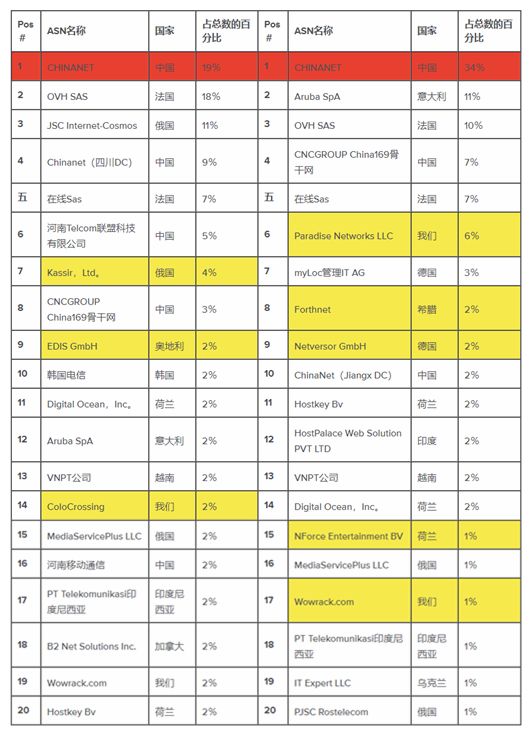 Pos # ASN名称 国家 占总数的百分比
1 CHINANET 中国 19%
2 OVH SAS 法国 18%
3 JSC Internet-Cosmos 俄国 11%
4 Chinanet（四川DC） 中国 9%
五 在线Sas 法国 7%
6 河南Telcom联盟科技有限公司 中国 5%
7 Kassir，Ltd。 俄国 4%
8 CNCGROUP China169骨干网 中国 3%
9 EDIS GmbH 奥地利 2%
10 韩国电信 韩国 2%
11 Digital Ocean，Inc。 荷兰 2%
12 Aruba SpA 意大利 2%
13 VNPT公司 越南 2%
14 ColoCrossing 我们 2%
15 MediaServicePlus LLC 俄国 2%
16 河南移动通信 中国 2%
17 PT Telekomunikasi印度尼西亚 印度尼西亚 2%
18 B2 Net Solutions Inc. 加拿大 2%
19 Wowrack.com 我们 2%
20 Hostkey Bv 荷兰 2%
Pos # ASN名称 国家 占总数的百分比
1 CHINANET 中国 34%
2 Aruba SpA 意大利 11%
3 OVH SAS 法国 10%
4 CNCGROUP China169骨干网 中国 7%
五 在线Sas 法国 7%
6 Paradise Networks LLC 我们 6%
7 myLoc管理IT AG 德国 3%
8 Forthnet 希腊 2%
9 Netversor GmbH 德国 2%
10 ChinaNet (Jiangx DC） 中国 2%
11 Hostkey Bv 荷兰 2%
12 HostPalace Web Solution PVT LTD 印度 2%
13 VNPT公司 越南 2%
14 Digital Ocean，Inc。 荷兰 2%
15 NForce Entertainment BV 荷兰 1%
16 MediaServicePlus LLC 俄国 1%
17 Wowrack.com 我们 1%
18 PT Telekomunikasi印度尼西亚 印度尼西亚 1%
19 IT Expert LLC 乌克兰 1%
20 PJSC Rostelecom 俄国 1%